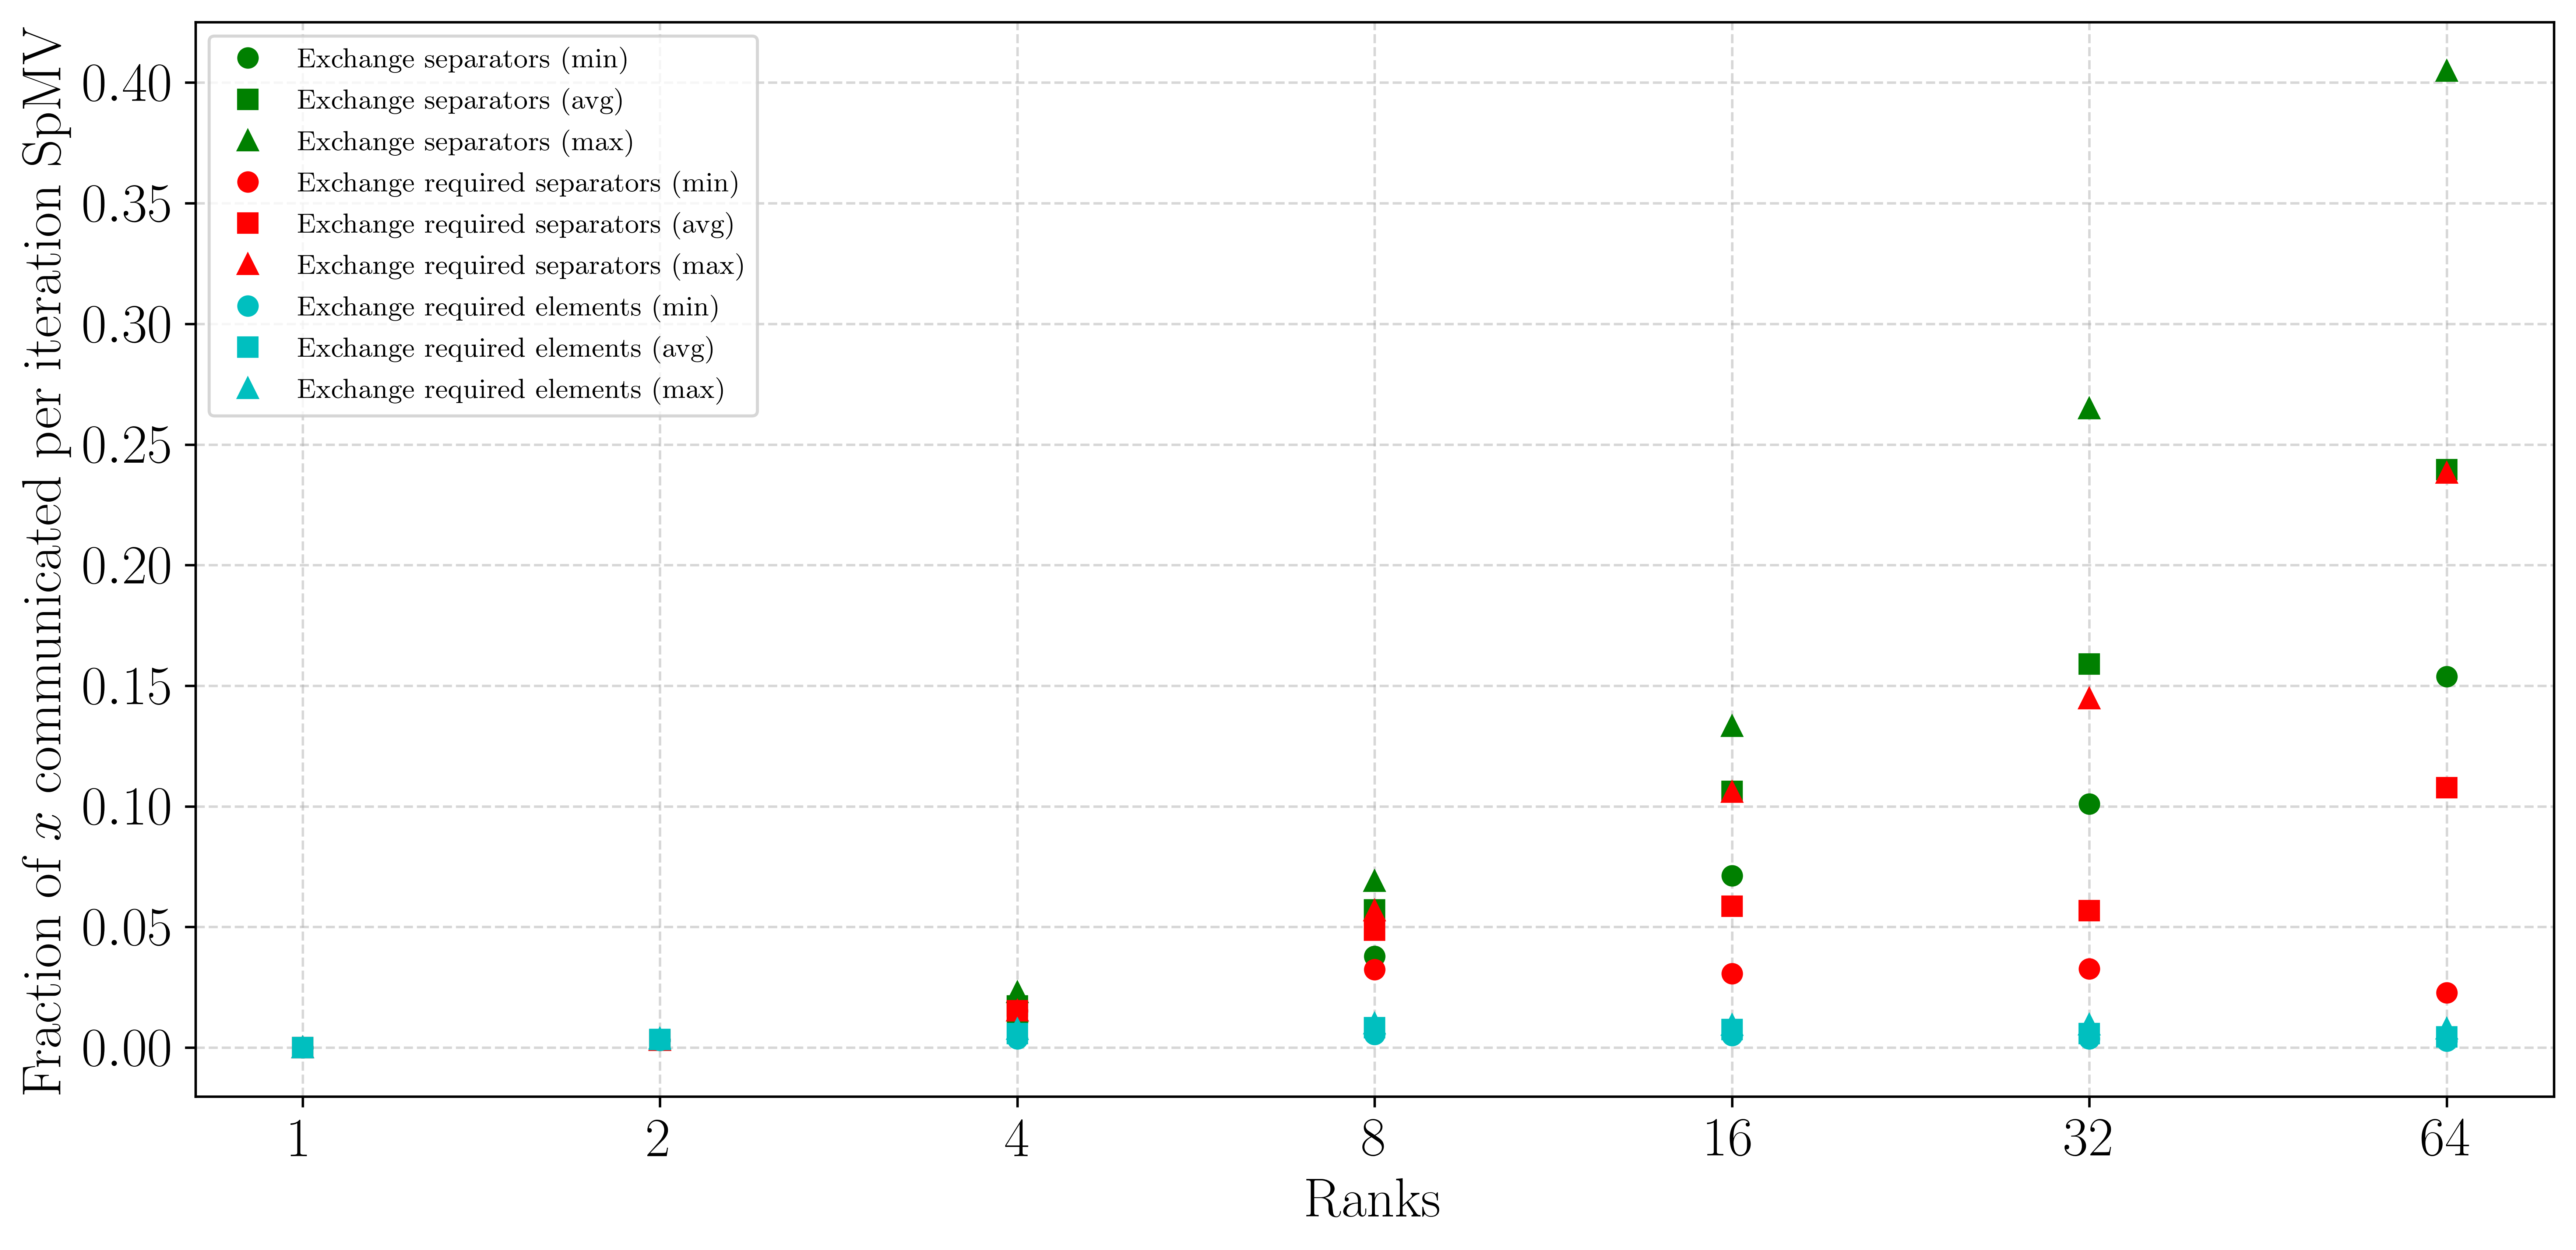 Exchange separators (min)
Exchange separators (avg)
Exchange separators (max)
Exchange required separators (min)
Exchange required separators (avg)
Exchange required separators (max)
Exchange required elements (min)
Exchange required elements (avg)
Exchange required elements (max)
Fraction of x communicated per iteration SpMV
0.40
0.35
0.30
0.25
0.20
0.15
0.10
0.05
0.00
1 2 4 8 16 32 64
Ranks